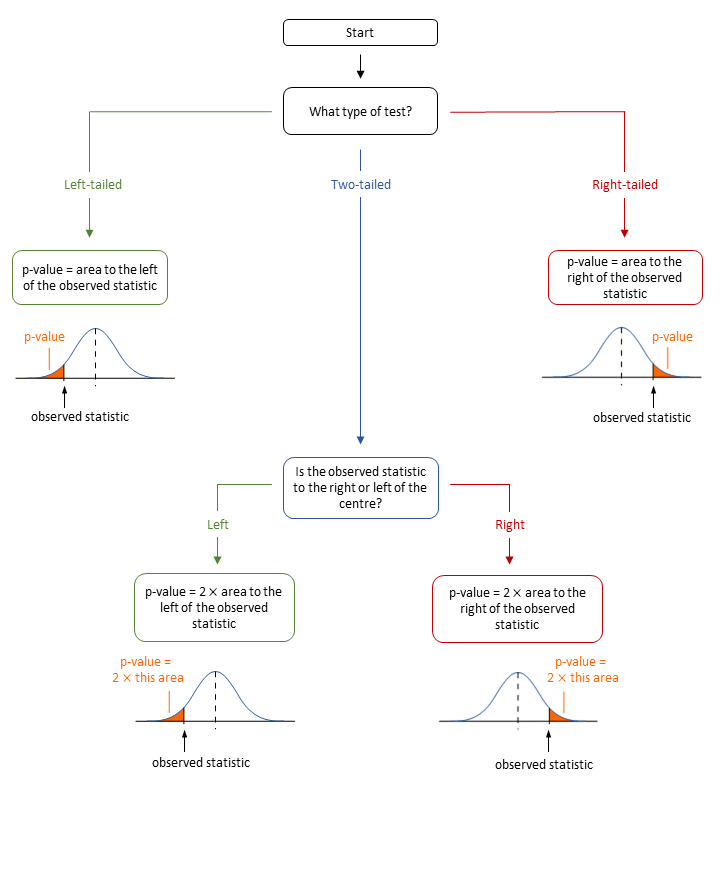 Start
What type of test?
Left-tailed
Two-tailed
Right-tailed
p-value = area to the left
of the observed statistic
p-value = area to the
right of the observed
statistic
p-value
observed statistic
p-value
observed statistic
Is the observed statistic
to the right or left of the
centre?
Left
Right
p-value = 2 × area to the
left of the observed
statistic
p-value = 2 × area to the
right of the observed
statistic
p-value =
2 × this area
observed statistic
p-value =
2 × this area
observed statistic